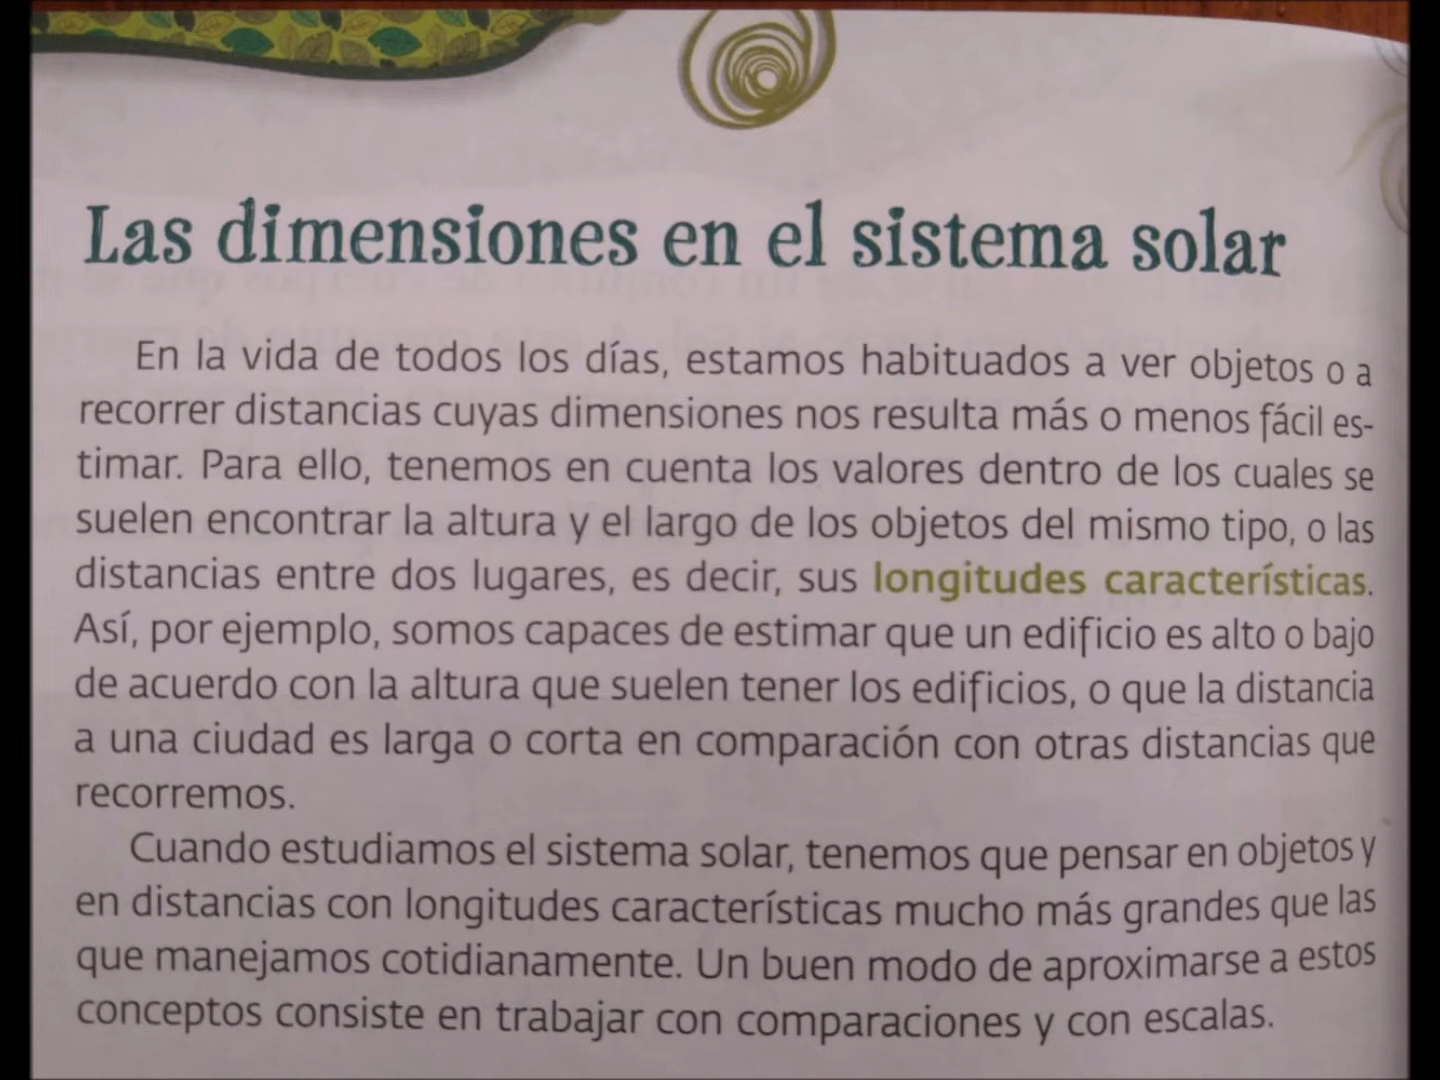 Las dimensiones en el sistema solar
En la vida de todos los días, estamos habituados a ver objetos o a
recorrer distancias cuyas dimensiones nos resulta más o menos fácil es-
timar. Para ello, tenemos en cuenta los valores dentro de los cuales se
suelen encontrar la altura y el largo de los objetos del mismo tipo, o las
distancias entre dos lugares, es decir, sus longitudes características.
Así, por ejemplo, somos capaces de estimar que un edificio es alto o bajo
de acuerdo con la altura que suelen tener los edificios, o que la distancia
a una ciudad es larga o corta en comparación con otras distancias que
recorremos.
Cuando estudiamos el sistema solar, tenemos que pensar en objetos y
en distancias con longitudes características mucho más grandes que las
que manejamos cotidianamente. Un buen modo de aproximarse a estos
conceptos consiste en trabajar con comparaciones y con escalas.